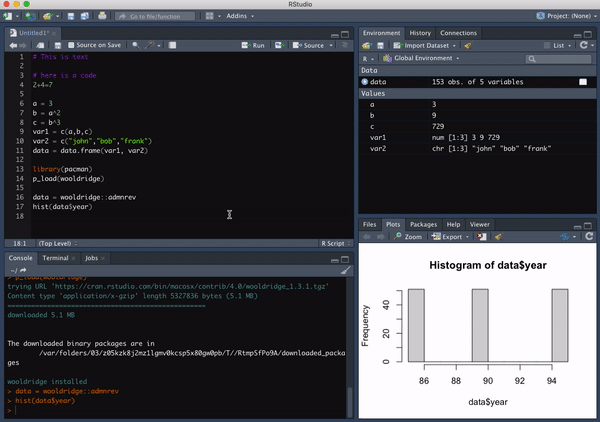 RStudio
Go to file/function
Addins
Project: (None)
Untitled1*
Source on Save
Run
Source
1 # This is text
2
3 # here is a code
4 2+4=7
5
6 a = 3
7 b = a^2
8 c = b^3
9 var1 = c(a,b,c)
10 var2 = c("john","bob","frank")
11 data = data.frame(var1, var2)
12
13 library(pacman)
14 p_load(wooldridge)
15
16 data = wooldridge::admnrev
17 hist(data$year)
18
18:1 (Top Level) R Script
Console Terminal Jobs
~/
> p_load(wooldridge)
trying URL 'https://cran.rstudio.com/bin/macosx/contrib/4.0/wooldridge_1.3.1.tgz'
Content type 'application/x-gzip' length 5327836 bytes (5.1 MB)
==================================================
downloaded 5.1 MB
The downloaded binary packages are in
/var/folders/03/z05kzk8j2mz1lgmv0kcsp5x80gw0pb/T//RtmpSfPo9A/downloaded_packa
ges
wooldridge installed
> data = wooldridge::admnrev
> hist(data$year)
>
Environment History Connections
Import Dataset
List
R Global Environment
Data
data 153 obs. of 5 variables
Values
a 3
b 9
c 729
var1 num [1:3] 3 9 729
var2 chr [1:3] "john" "bob" "frank"
Files Plots Packages Help Viewer
Zoom Export
Histogram of data$year
Frequency
0 20 40
86 88 90 92 94
data$year